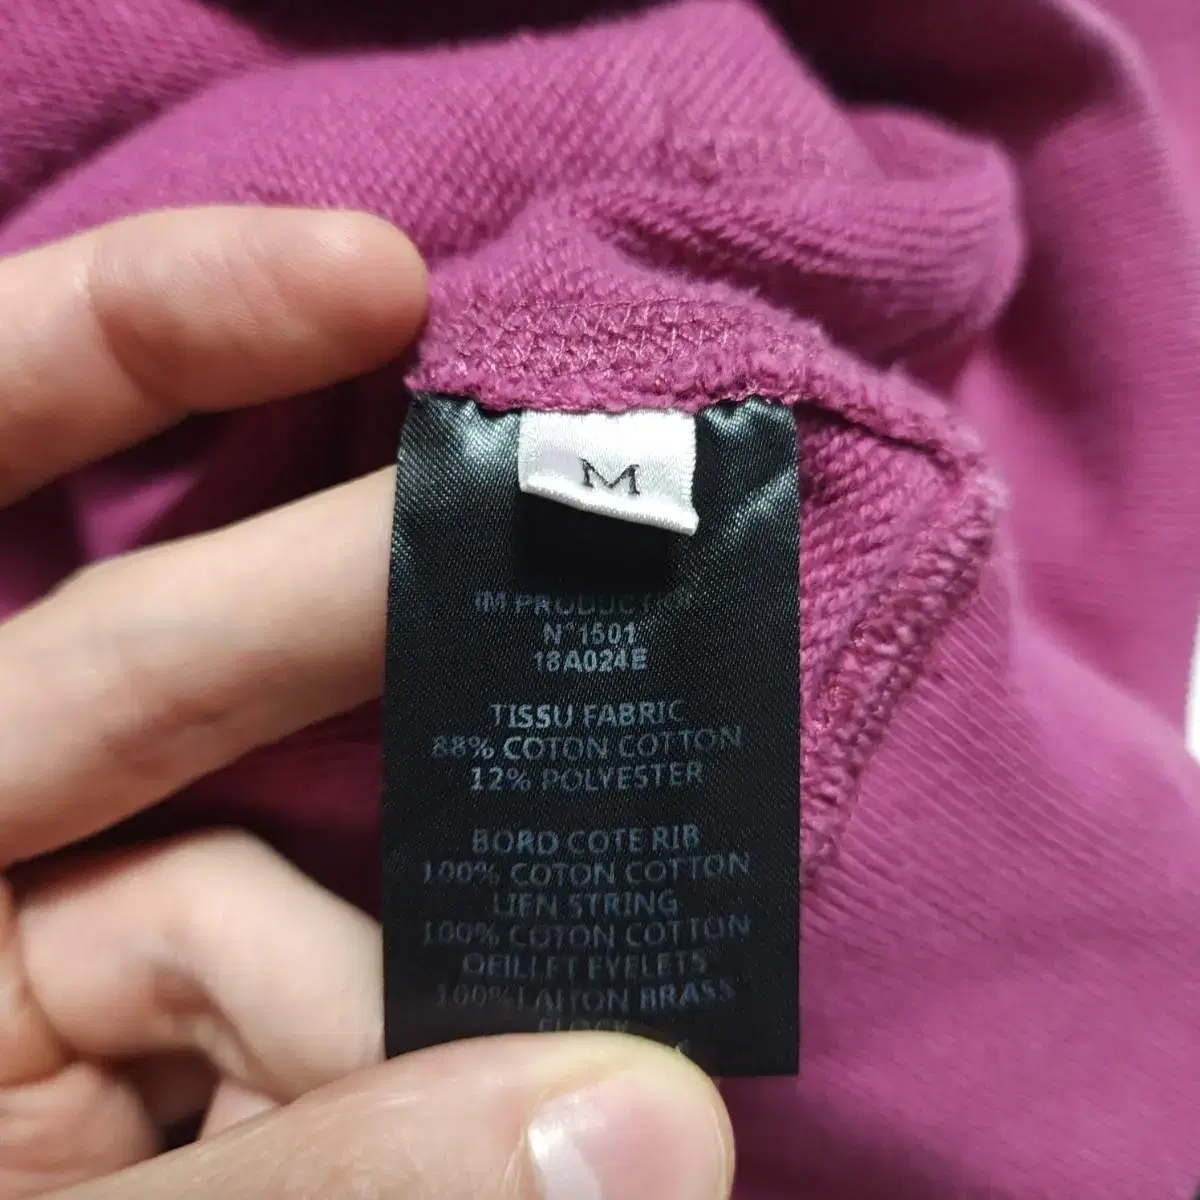 M
IM PRODUCTION
N°1501
18A024E
TISSU FABRIC
88% COTON COTTON
12% POLYESTER
BORD COTE RIB
100% COTON COTTON
LIEN STRING
100% COTON COTTON
OEILLET EYELETS
100% LAITON BRASS
FLOCK